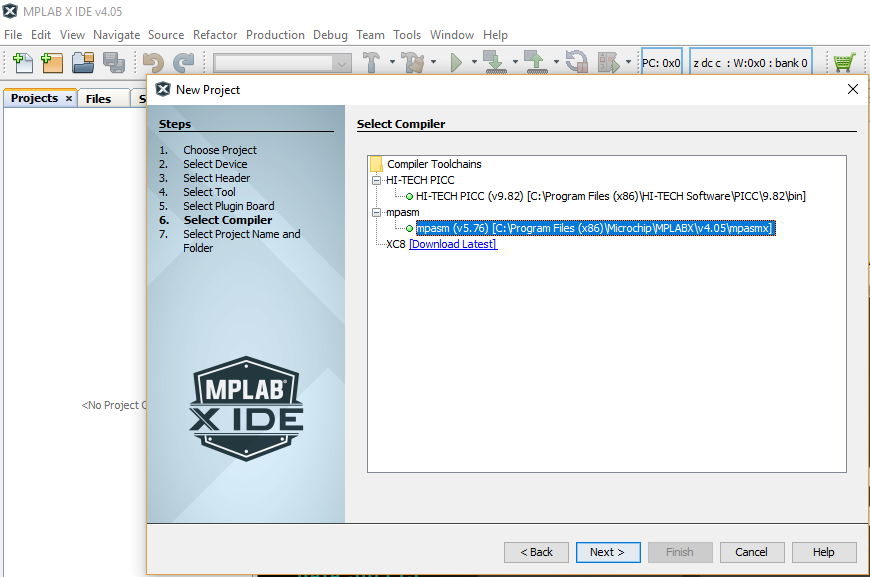 MPLAB X IDE v4.05
File Edit View Navigate Source Refactor Production Debug Team Tools Window Help
PC: 0x0
z dc c : W:0x0 : bank 0
Projects ×
Files
S
<No Project
New Project
Steps
1. Choose Project
2. Select Device
3. Select Header
4. Select Tool
5. Select Plugin Board
6. Select Compiler
7. Select Project Name and
Folder
MPLAB®
X IDE
Select Compiler
Compiler Toolchains
HI-TECH PICC
HI-TECH PICC (v9.82) [C:\Program Files (x86)\HI-TECH Software\PICC\9.82\bin]
mpasm
mpasm (v5.76) [C:\Program Files (x86)\Microchip\MPLABX\v4.05\mpasmx]
XC8 [Download Latest]
< Back
Next >
Finish
Cancel
Help